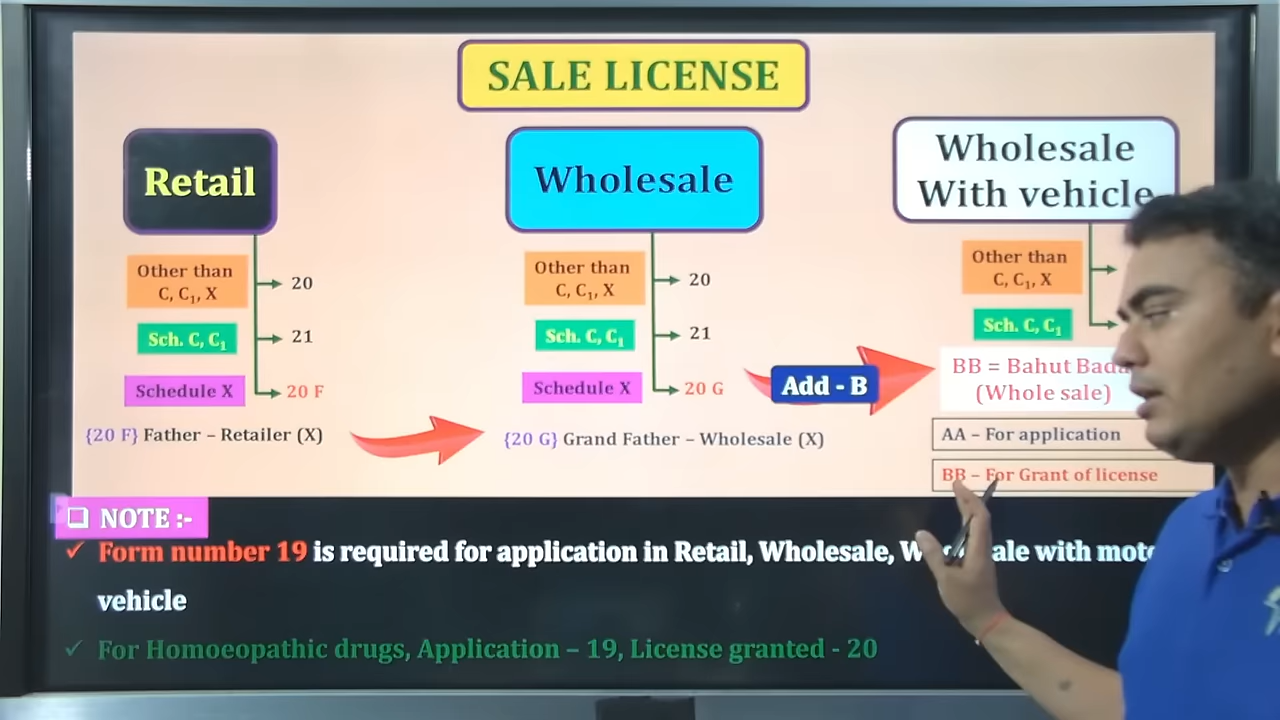 SALE LICENSE
Retail
Other than
C, C₁, X
20
Sch. C, C₁
21
Schedule X
20 F
{20 F} Father – Retailer (X)
Wholesale
Other than
C, C₁, X
20
Sch. C, C₁
21
Schedule X
20 G
{20 G} Grand Father – Wholesale (X)
Add - B
Wholesale
With vehicle
Other than
C, C₁, X
Sch. C, C₁
BB = Bahut Bada
(Whole sale)
AA – For application
BB – For Grant of license
❑ NOTE :-
✓ Form number 19 is required for application in Retail, Wholesale, with
vehicle
✓ For Homoeopathic drugs, Application – 19, License granted - 20